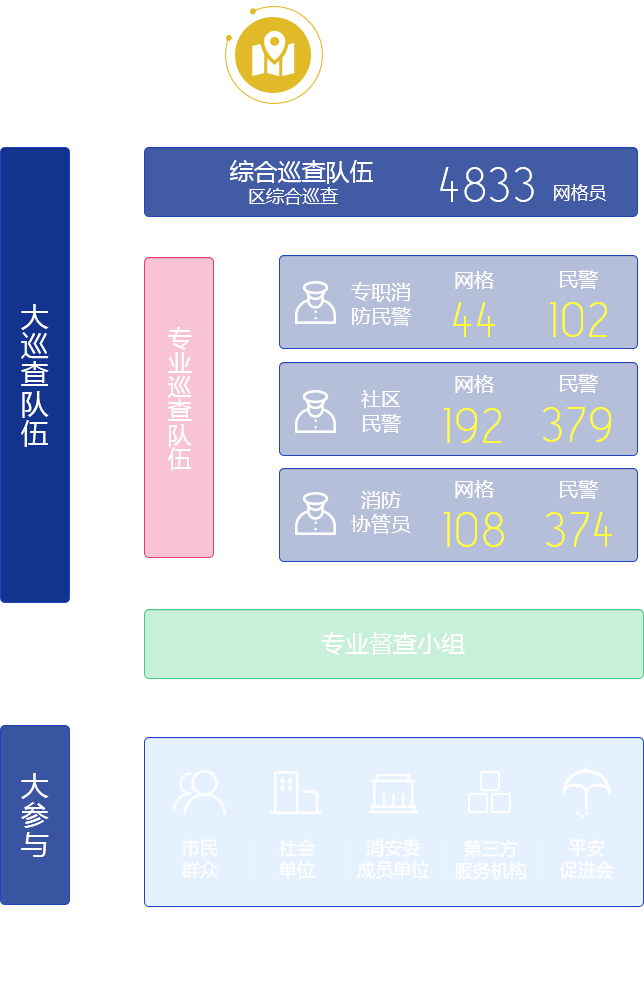 大巡查队伍
综合巡查队伍
区综合巡查
4833 网格员
专业巡查队伍
专职消
防民警
网格 民警
44 102
社区
民警
网格 民警
192 379
消防
协管员
网格 民警
108 374
专业督查小组
大参与
市民
群众
社会
单位
消安委
成员单位
第三方
服务机构
平安
促进会